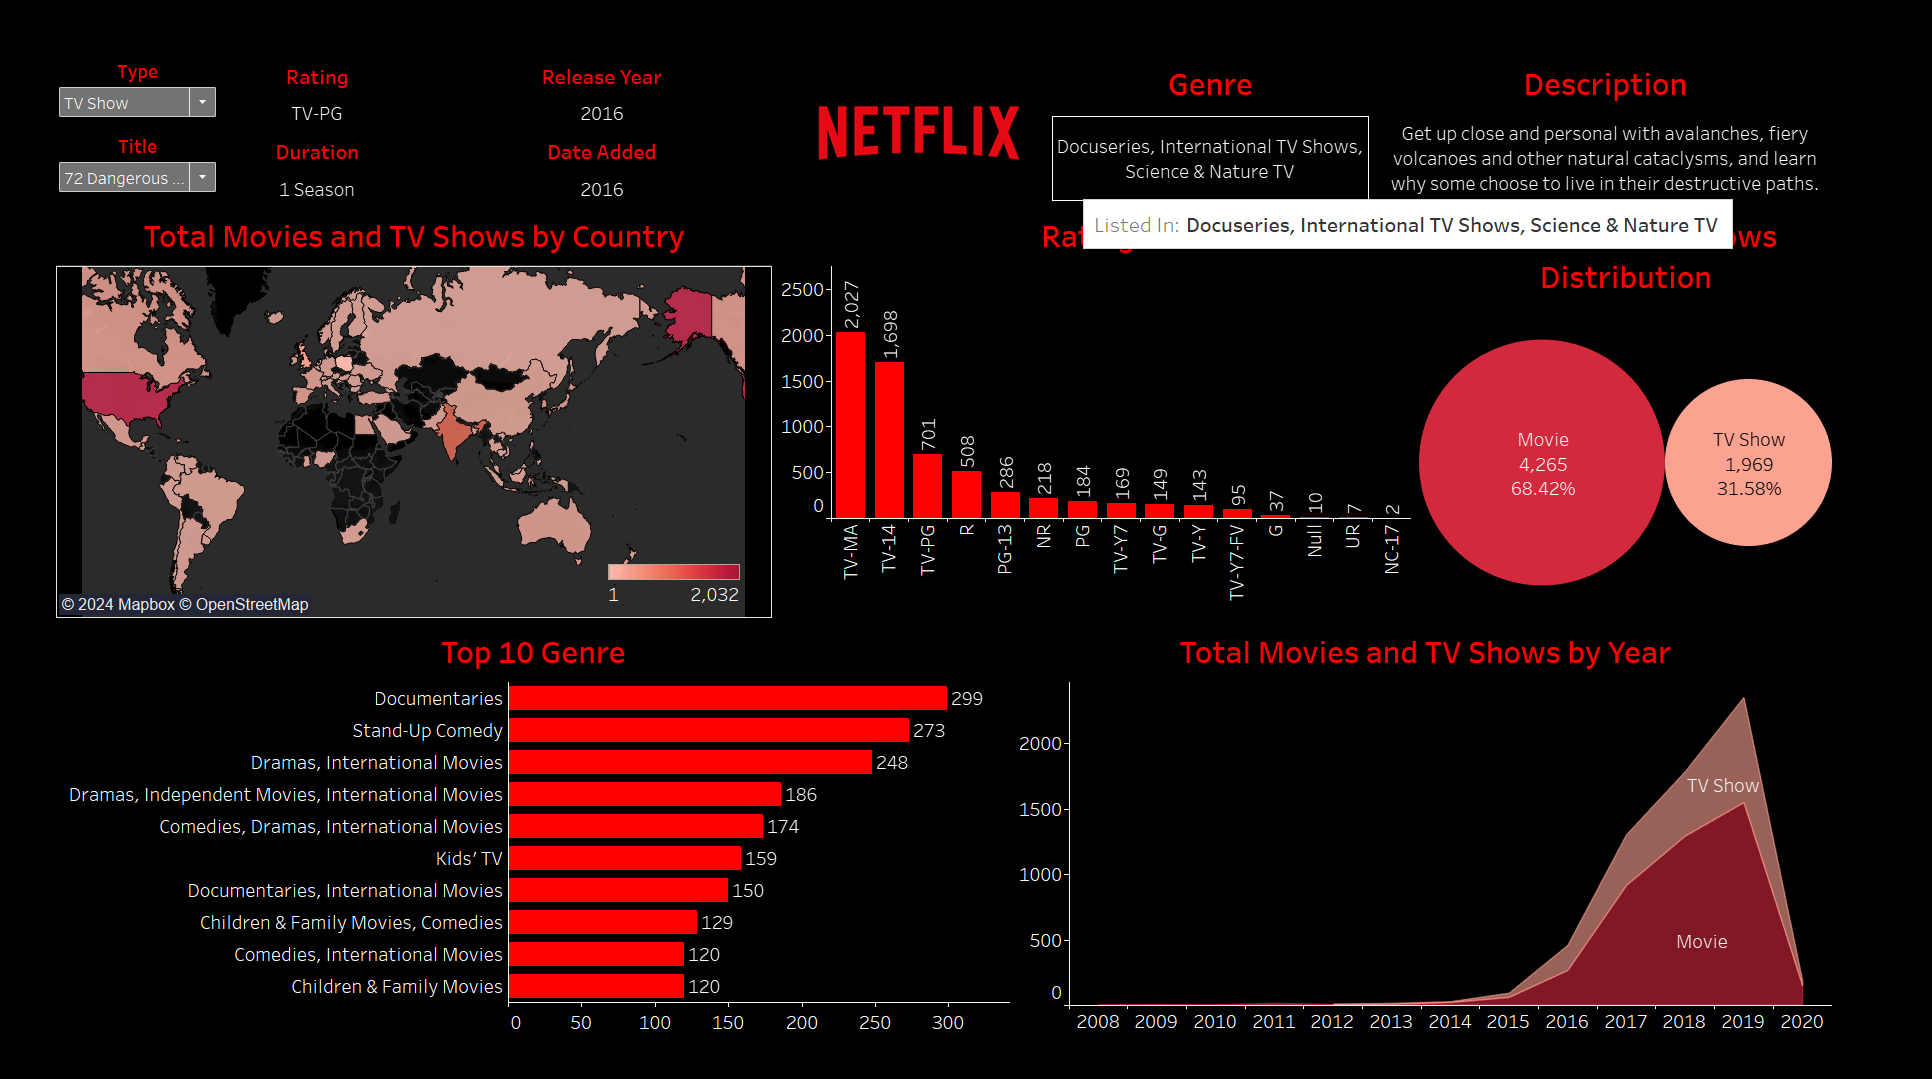 Type
TV Show
Title
72 Dangerous ...
Rating
TV-PG
Duration
1 Season
Release Year
2016
Date Added
2016
NETFLIX
Genre
Docuseries, International TV Shows,
Science & Nature TV
Description
Get up close and personal with avalanches, fiery
volcanoes and other natural cataclysms, and learn
why some choose to live in their destructive paths.
Listed In: Docuseries, International TV Shows, Science & Nature TV
Total Movies and TV Shows by Country
© 2024 Mapbox © OpenStreetMap
1
2,032
2500
2000
1500
1000
500
0
2,027
1,698
701
508
286
218
184
169
149
143
95
37
10
7
2
TV-MA
TV-14
TV-PG
R
PG-13
NR
PG
TV-Y7
TV-G
TV-Y
TV-Y7-FV
G
Null
UR
NC-17
Distribution
Movie
4,265
68.42%
TV Show
1,969
31.58%
Top 10 Genre
Documentaries 299
Stand-Up Comedy 273
Dramas, International Movies 248
Dramas, Independent Movies, International Movies 186
Comedies, Dramas, International Movies 174
Kids' TV 159
Documentaries, International Movies 150
Children & Family Movies, Comedies 129
Comedies, International Movies 120
Children & Family Movies 120
0 50 100 150 200 250 300
Total Movies and TV Shows by Year
2000
1500
1000
500
0
TV Show
Movie
2008 2009 2010 2011 2012 2013 2014 2015 2016 2017 2018 2019 2020